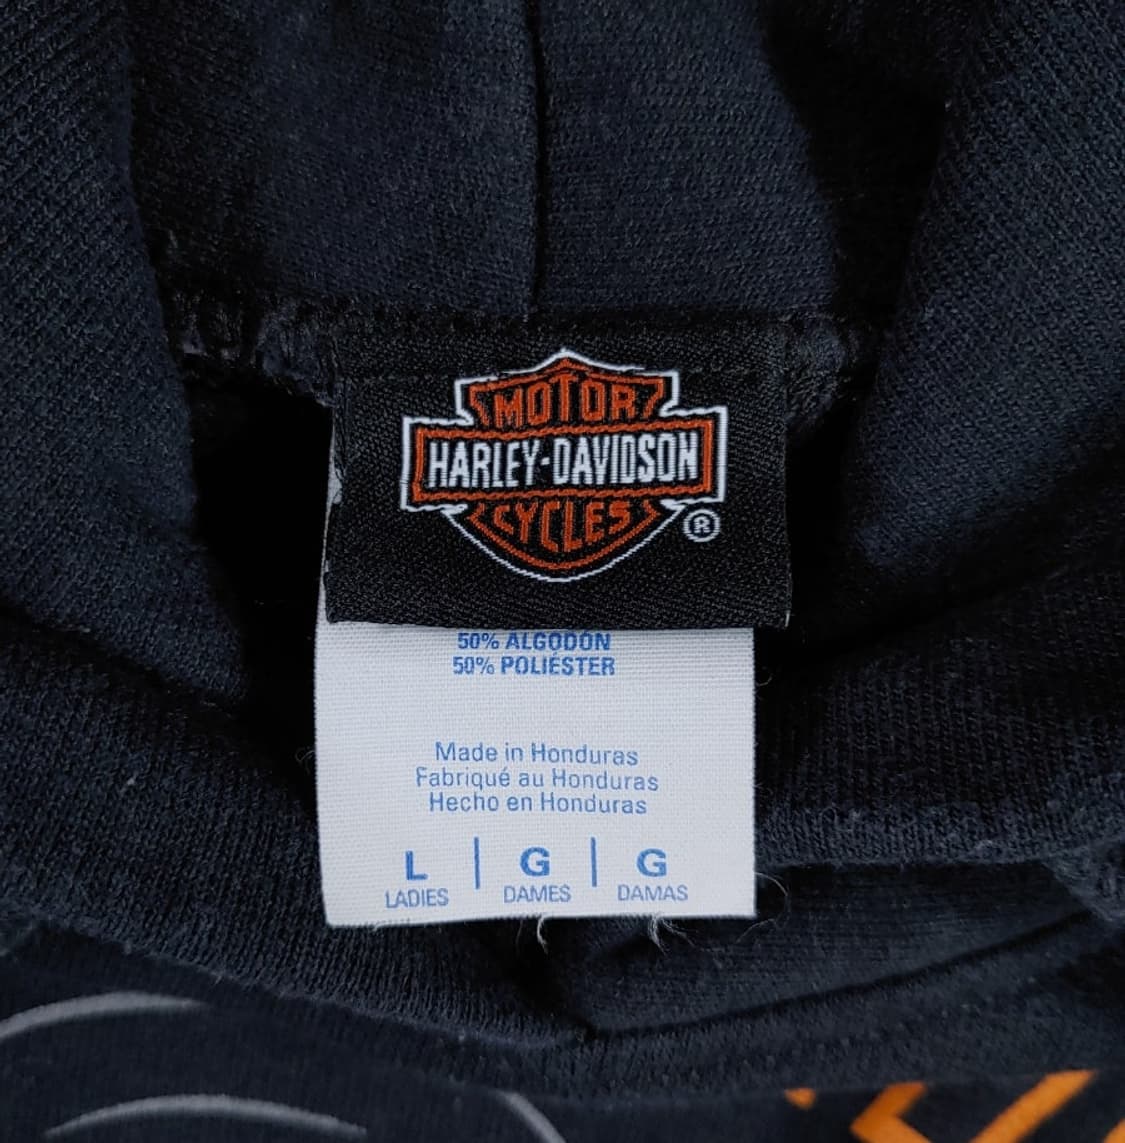 MOTOR
HARLEY-DAVIDSON
CYCLES
®
50% ALGODÓN
50% POLIÉSTER
Made in Honduras
Fabriqué au Honduras
Hecho en Honduras
L | G | G
LADIES DAMES DAMAS